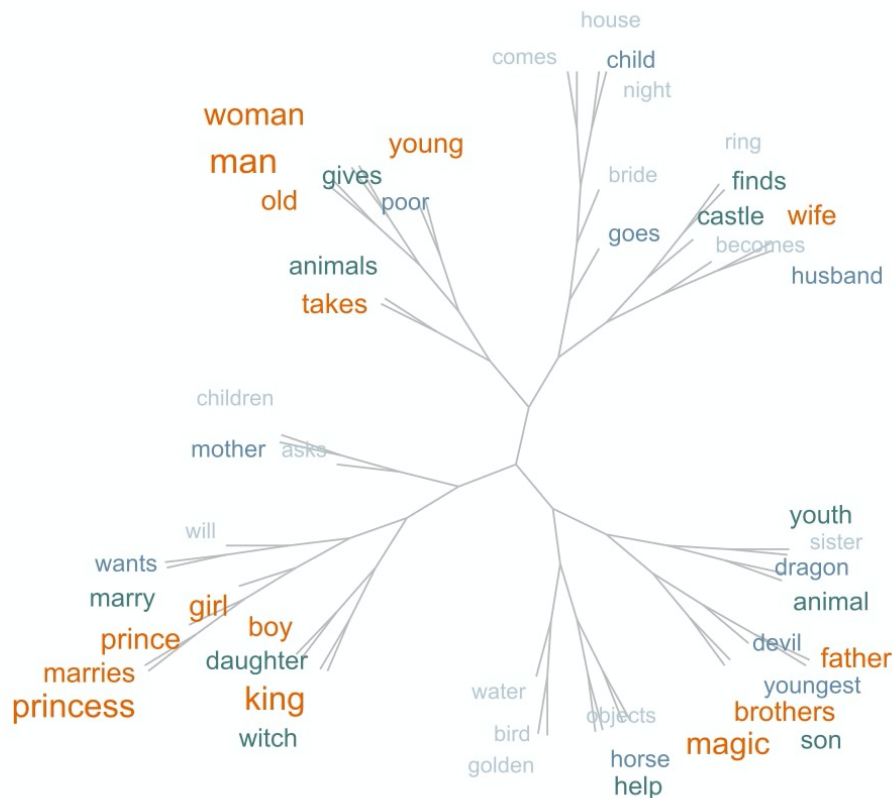 house
comes
child
night
woman
young
ring
man
gives
bride
finds
old
poor
castle
wife
goes
becomes
animals
husband
takes
children
mother
asks
youth
will
sister
wants
dragon
marry
girl
animal
prince
boy
devil
marries
daughter
father
youngest
princess
king
water
objects
brothers
witch
bird
magic
son
golden
horse
help